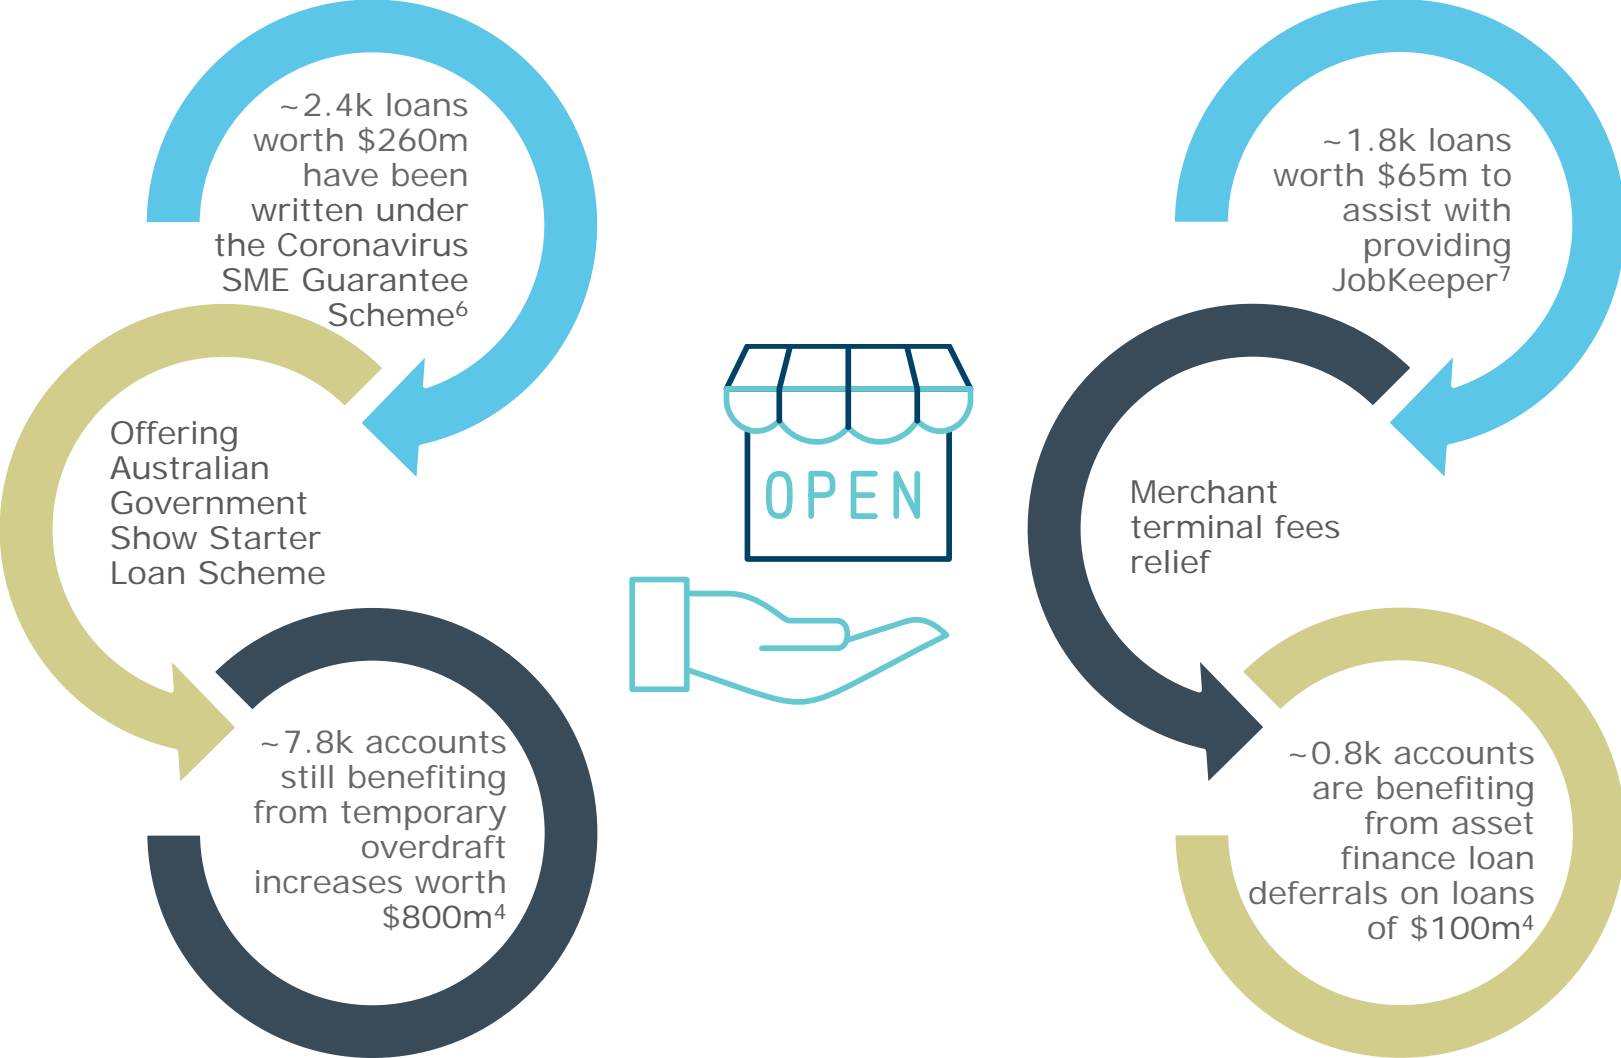 ~2.4k loans
worth $260m
have been
written under
the Coronavirus
SME Guarantee
Scheme⁶
Offering
Australian
Government
Show Starter
Loan Scheme
~7.8k accounts
still benefiting
from temporary
overdraft
increases worth
$800m⁴
OPEN
~1.8k loans
worth $65m to
assist with
providing
JobKeeper⁷
Merchant
terminal fees
relief
~0.8k accounts
are benefiting
from asset
finance loan
deferrals on loans
of $100m⁴